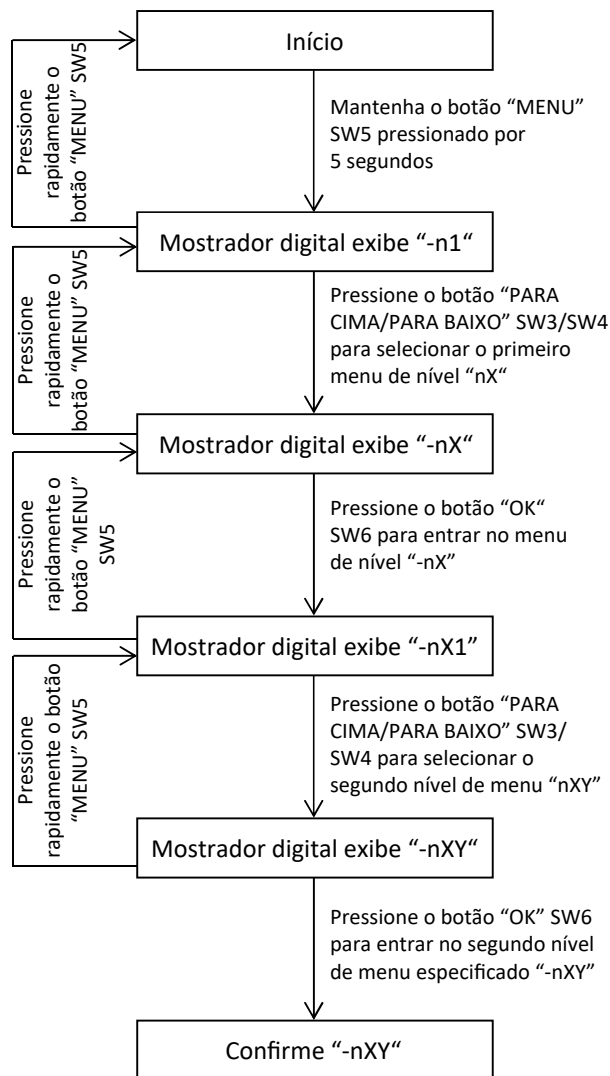 Início
Pressione
rapidamente o
botão “MENU” SW5
Mantenha o botão “MENU”
SW5 pressionado por
5 segundos
Mostrador digital exibe “-n1“
Pressione
rapidamente o
botão “MENU” SW5
Pressione o botão “PARA
CIMA/PARA BAIXO” SW3/SW4
para selecionar o primeiro
menu de nível “nX“
Mostrador digital exibe “-nX“
Pressione
rapidamente o
botão “MENU”
SW5
Pressione o botão “OK“
SW6 para entrar no menu
de nível “-nX”
Mostrador digital exibe “-nX1”
Pressione
rapidamente o botão
“MENU” SW5
Pressione o botão “PARA
CIMA/PARA BAIXO” SW3/
SW4 para selecionar o
segundo nível de menu “nXY”
Mostrador digital exibe “-nXY“
Pressione o botão “OK” SW6
para entrar no segundo nível
de menu especificado “-nXY”
Confirme “-nXY“